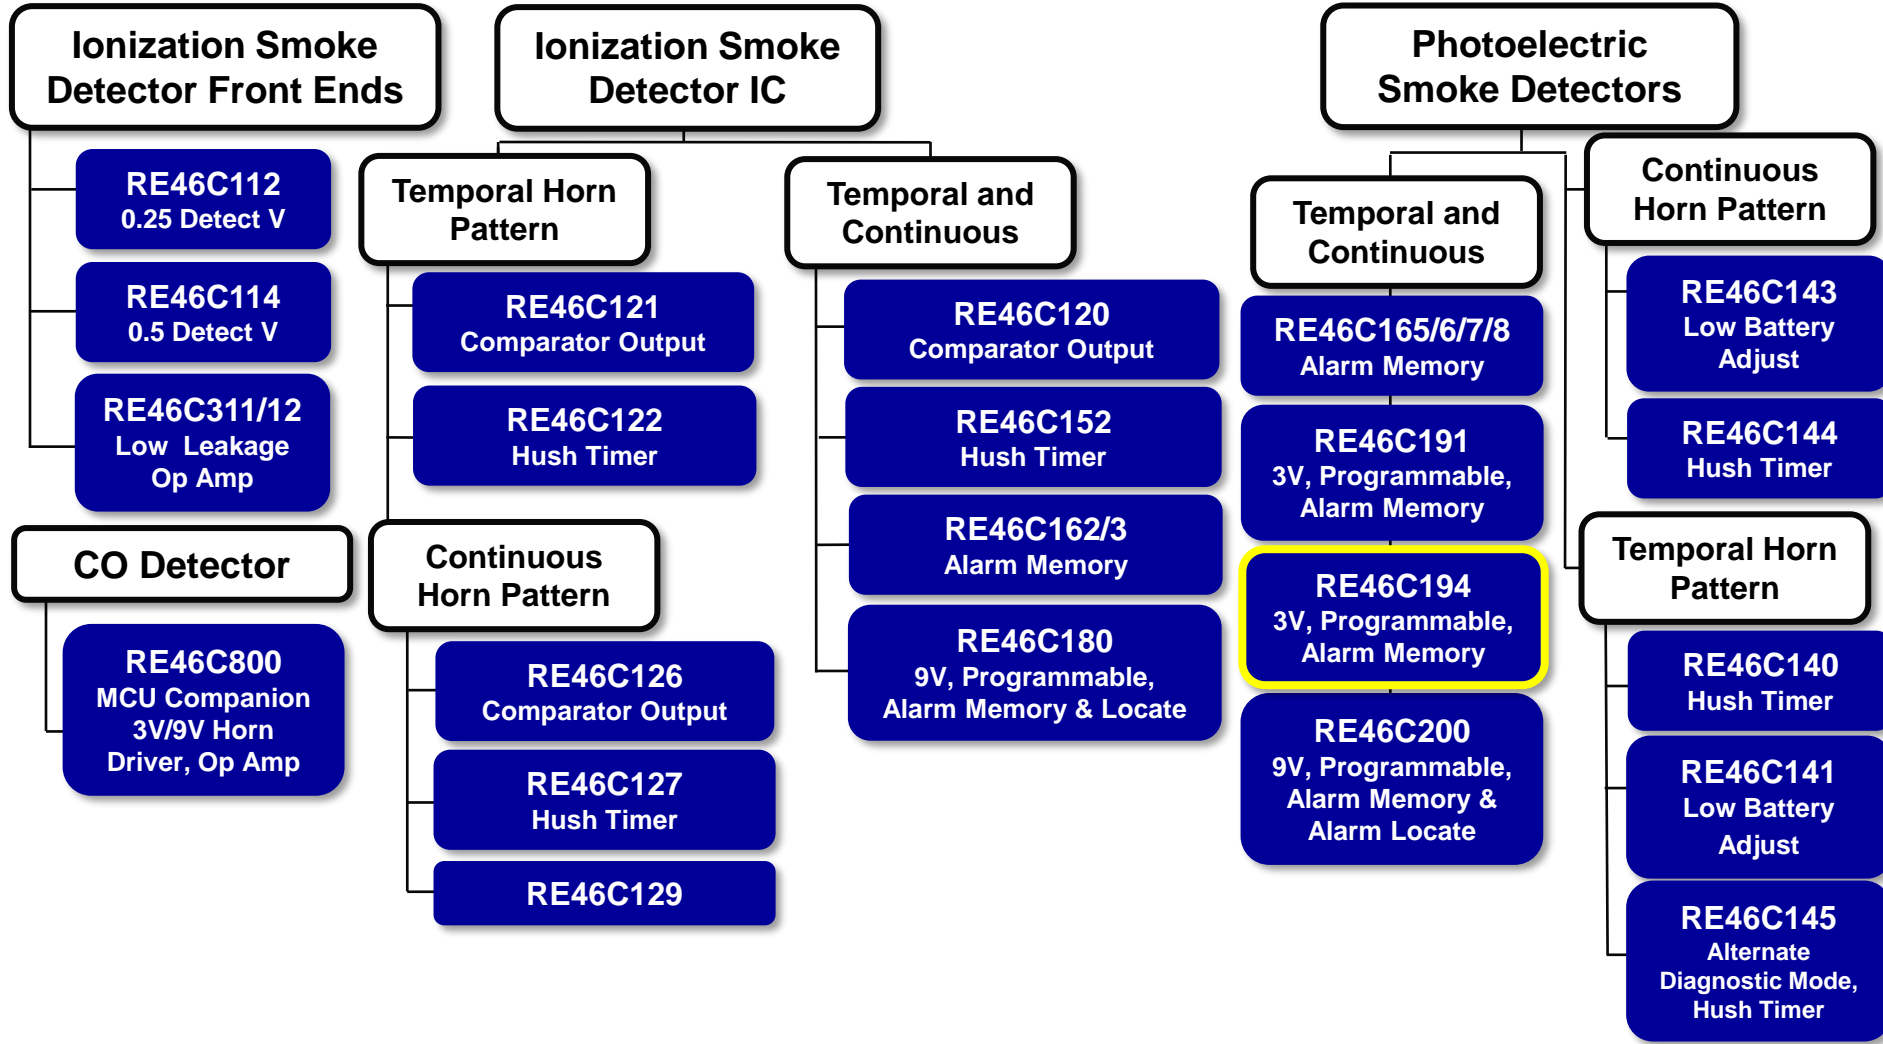 Ionization Smoke
Detector Front Ends
RE46C112
0.25 Detect V
RE46C114
0.5 Detect V
RE46C311/12
Low Leakage
Op Amp
CO Detector
RE46C800
MCU Companion
3V/9V Horn
Driver, Op Amp
Ionization Smoke
Detector IC
Temporal Horn
Pattern
RE46C121
Comparator Output
RE46C122
Hush Timer
Continuous
Horn Pattern
RE46C126
Comparator Output
RE46C127
Hush Timer
RE46C129
Temporal and
Continuous
RE46C120
Comparator Output
RE46C152
Hush Timer
RE46C162/3
Alarm Memory
RE46C180
9V, Programmable,
Alarm Memory & Locate
Photoelectric
Smoke Detectors
Temporal and
Continuous
RE46C165/6/7/8
Alarm Memory
RE46C191
3V, Programmable,
Alarm Memory
RE46C194
3V, Programmable,
Alarm Memory
RE46C200
9V, Programmable,
Alarm Memory &
Alarm Locate
Continuous
Horn Pattern
RE46C143
Low Battery
Adjust
RE46C144
Hush Timer
Temporal Horn
Pattern
RE46C140
Hush Timer
RE46C141
Low Battery
Adjust
RE46C145
Alternate
Diagnostic Mode,
Hush Timer